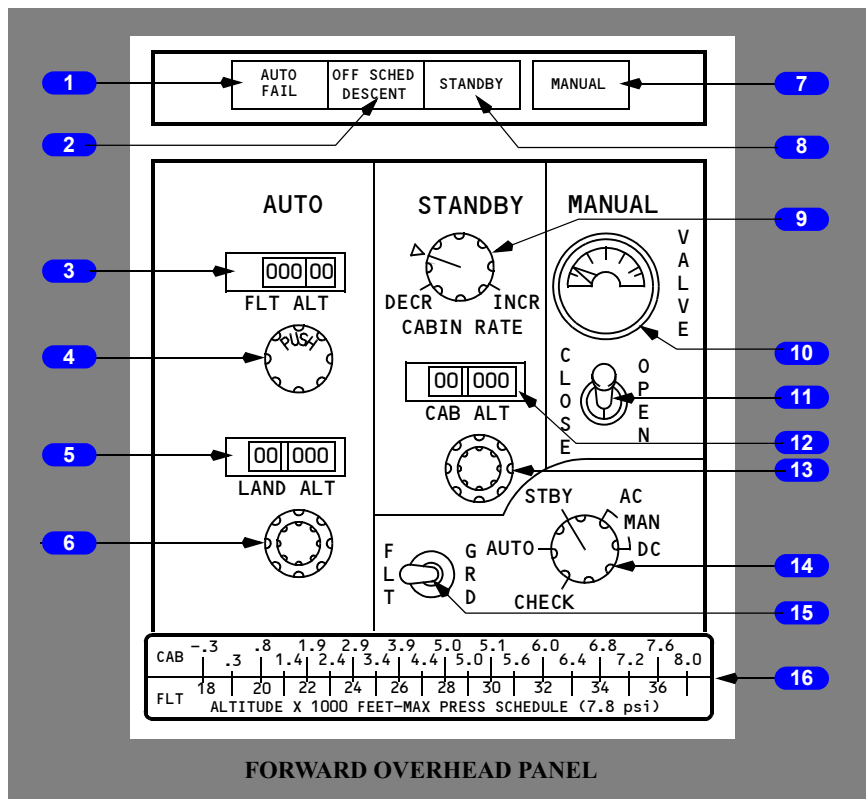 1
AUTO FAIL
OFF SCHED DESCENT
STANDBY
MANUAL
7
2
8
AUTO
STANDBY
MANUAL
9
3
000 00
FLT ALT
DECR
INCR
CABIN RATE
VALVE
10
4
PUSH
00 000
CAB ALT
CLOSE
OPEN
11
12
5
00 000
LAND ALT
13
6
STBY
AC
MAN
DC
AUTO
CHECK
14
FLT
GRD
15
CAB
-.3 .8 1.9 2.9 3.9 5.0 5.1 6.0 6.8 7.6
.3 1.4 2.4 3.4 4.4 5.0 5.6 6.4 7.2 8.0
16
FLT
18 20 22 24 26 28 30 32 34 36
ALTITUDE X 1000 FEET-MAX PRESS SCHEDULE (7.8 psi)
FORWARD OVERHEAD PANEL